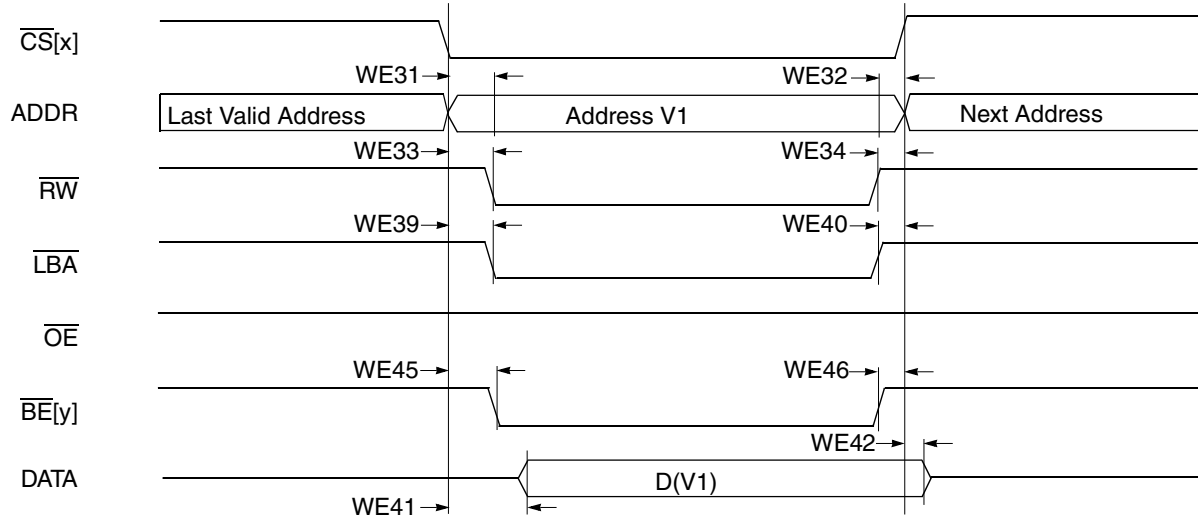 CS[x]
WE31 WE32
ADDR Last Valid Address Address V1 Next Address
WE33 WE34
RW
WE39 WE40
LBA
OE
WE45 WE46
BE[y]
WE42
DATA D(V1)
WE41